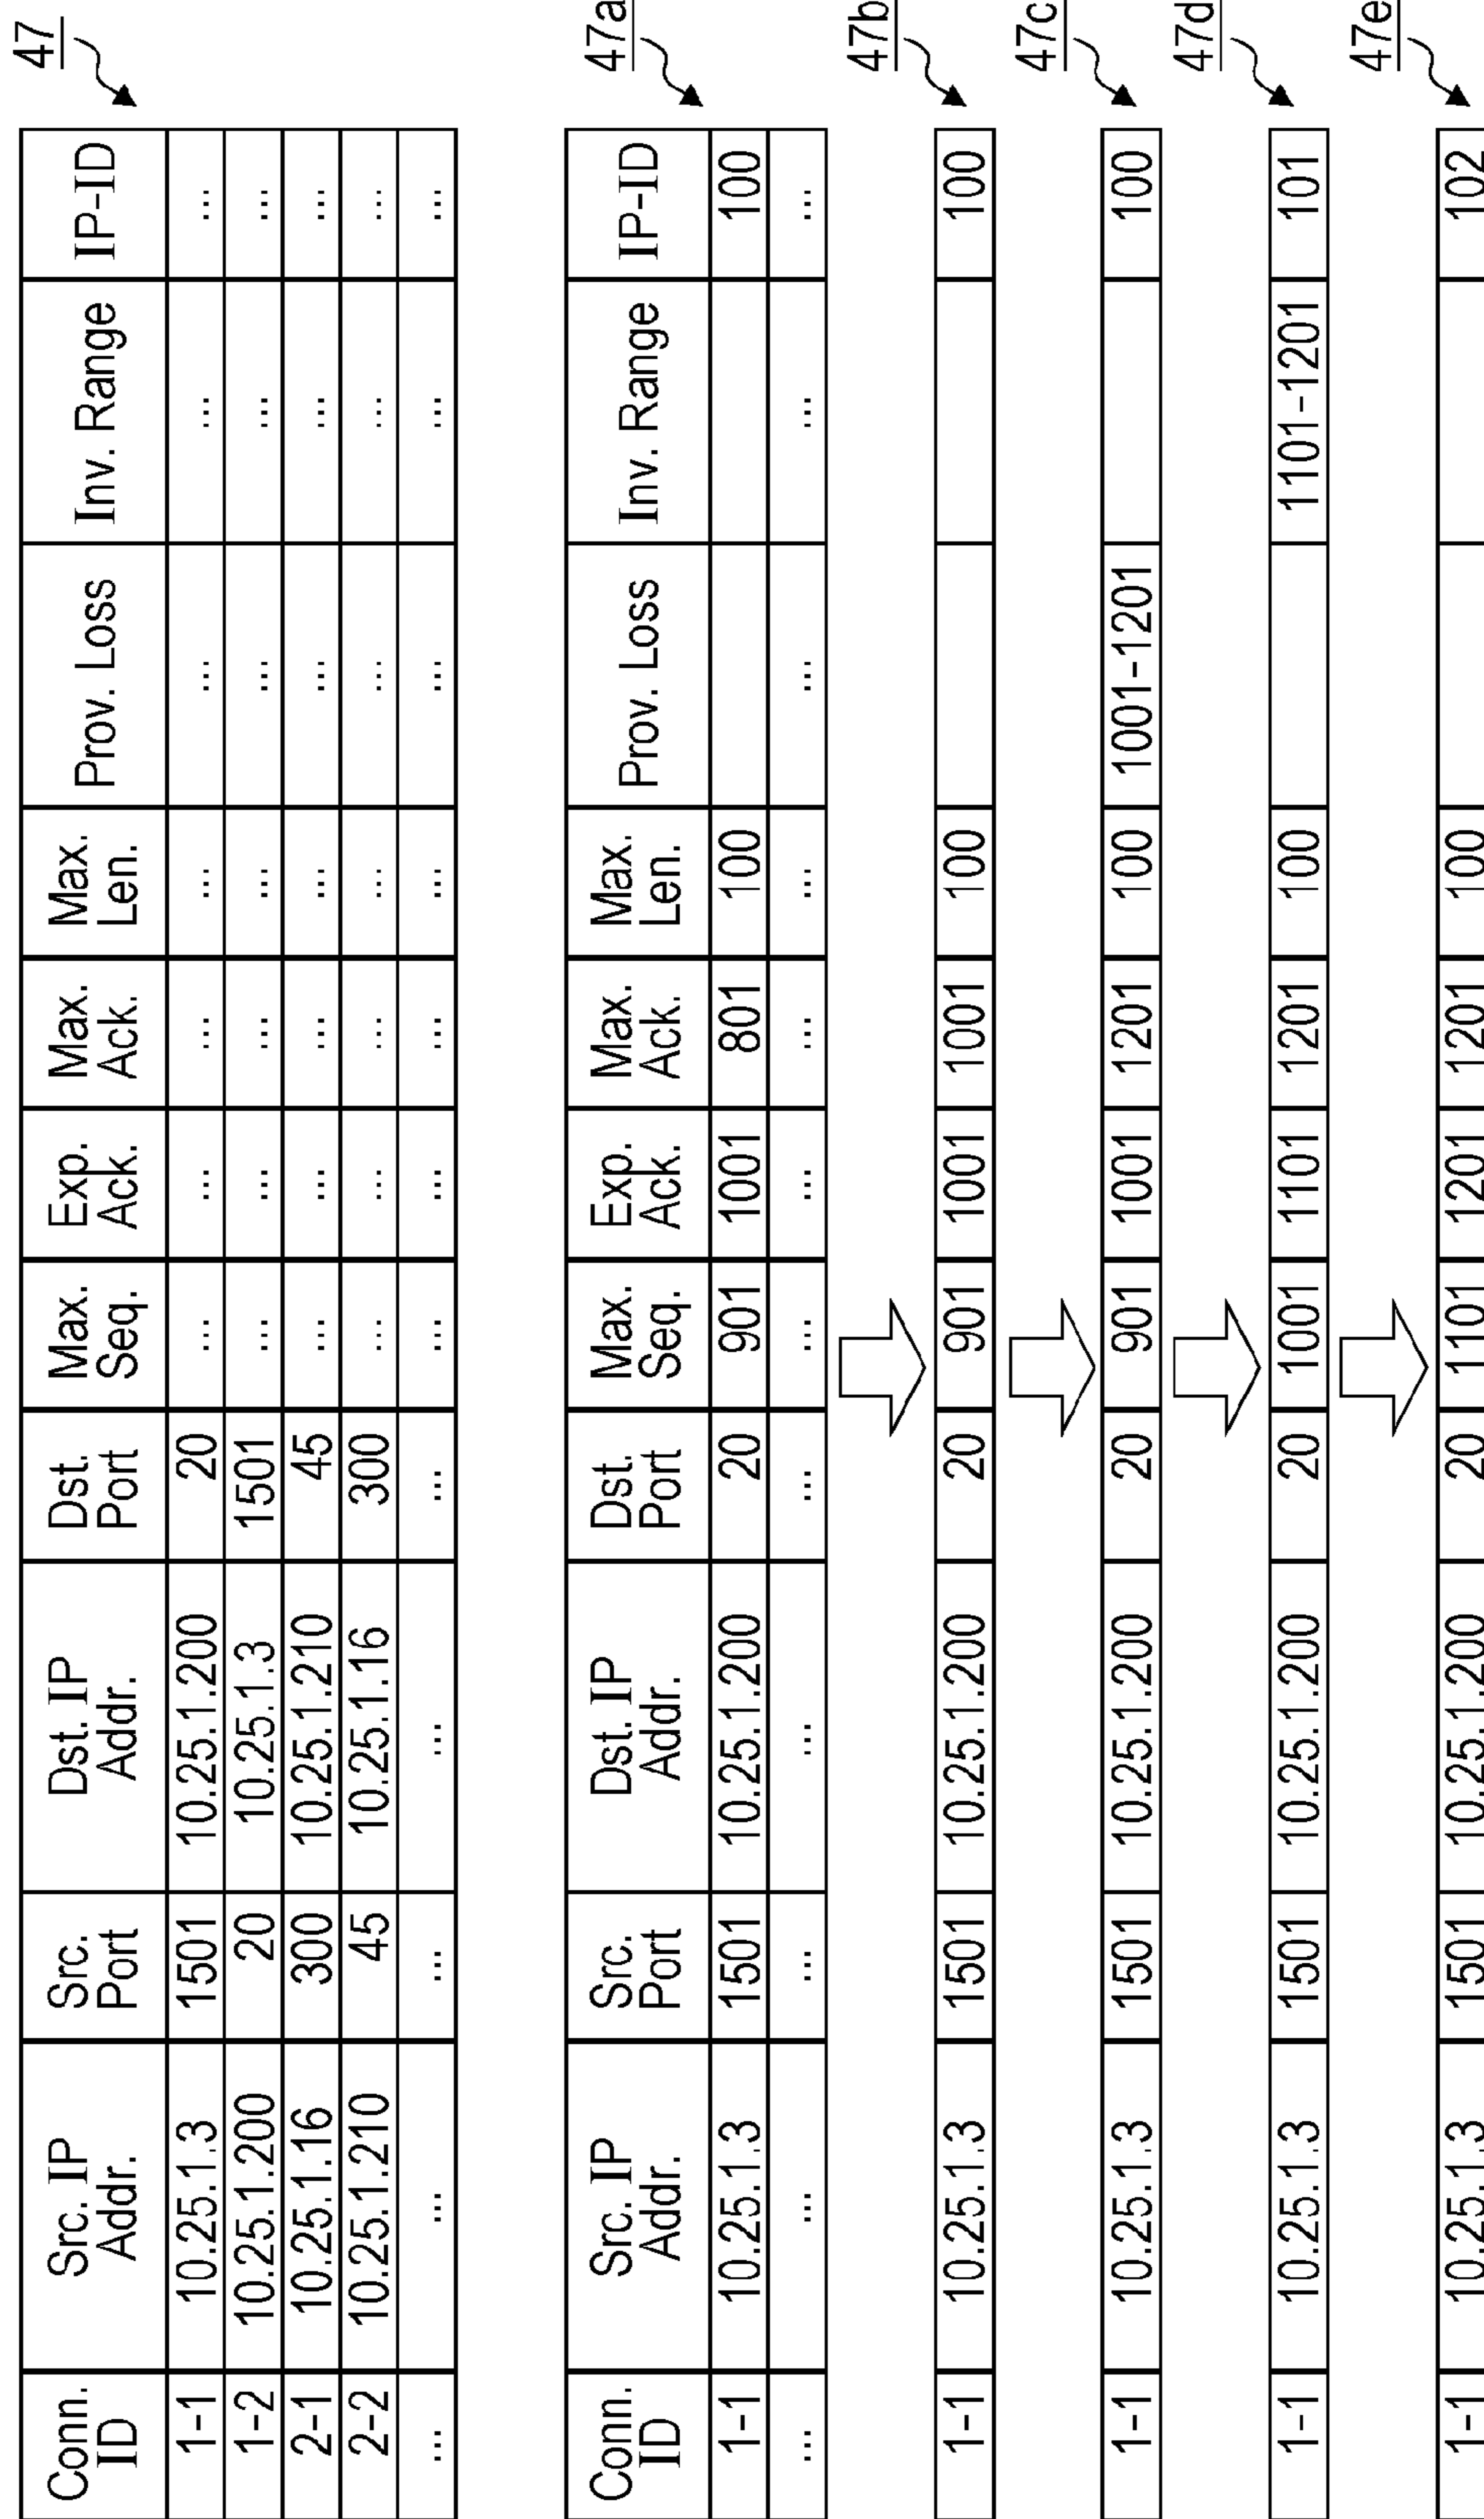 47
Conn. ID | Src. IP Addr. | Src. Port | Dst. IP Addr. | Dst. Port | Max. Seq. | Exp. Ack. | Max. Ack. | Max. Len. | Prov. Loss | Inv. Range | IP-ID
1-1 | 10.25.1.3 | 1501 | 10.25.1.200 | 20 | ... | ... | ... | ... | ... | ... | ...
1-2 | 10.25.1.200 | 20 | 10.25.1.3 | 1501 | ... | ... | ... | ... | ... | ... | ...
2-1 | 10.25.1.16 | 300 | 10.25.1.210 | 45 | ... | ... | ... | ... | ... | ... | ...
2-2 | 10.25.1.210 | 45 | 10.25.1.16 | 300 | ... | ... | ... | ... | ... | ... | ...
... | ... | ... | ... | ... | ... | ... | ... | ... | ... | ... | ...
47a
Conn. ID | Src. IP Addr. | Src. Port | Dst. IP Addr. | Dst. Port | Max. Seq. | Exp. Ack. | Max. Ack. | Max. Len. | Prov. Loss | Inv. Range | IP-ID
1-1 | 10.25.1.3 | 1501 | 10.25.1.200 | 20 | 901 | 1001 | 801 | 100 | | | 100
... | ... | ... | ... | ... | ... | ... | ... | ... | ... | ... | ...
47b
1-1 | 10.25.1.3 | 1501 | 10.25.1.200 | 20 | 901 | 1001 | 1001 | 100 | | | 100
47c
1-1 | 10.25.1.3 | 1501 | 10.25.1.200 | 20 | 901 | 1001 | 1201 | 100 | 1001-1201 | | 100
47d
1-1 | 10.25.1.3 | 1501 | 10.25.1.200 | 20 | 1001 | 1101 | 1201 | 100 | | 1101-1201 | 101
47e
1-1 | 10.25.1.3 | 1501 | 10.25.1.200 | 20 | 1101 | 1201 | 1201 | 100 | | | 102